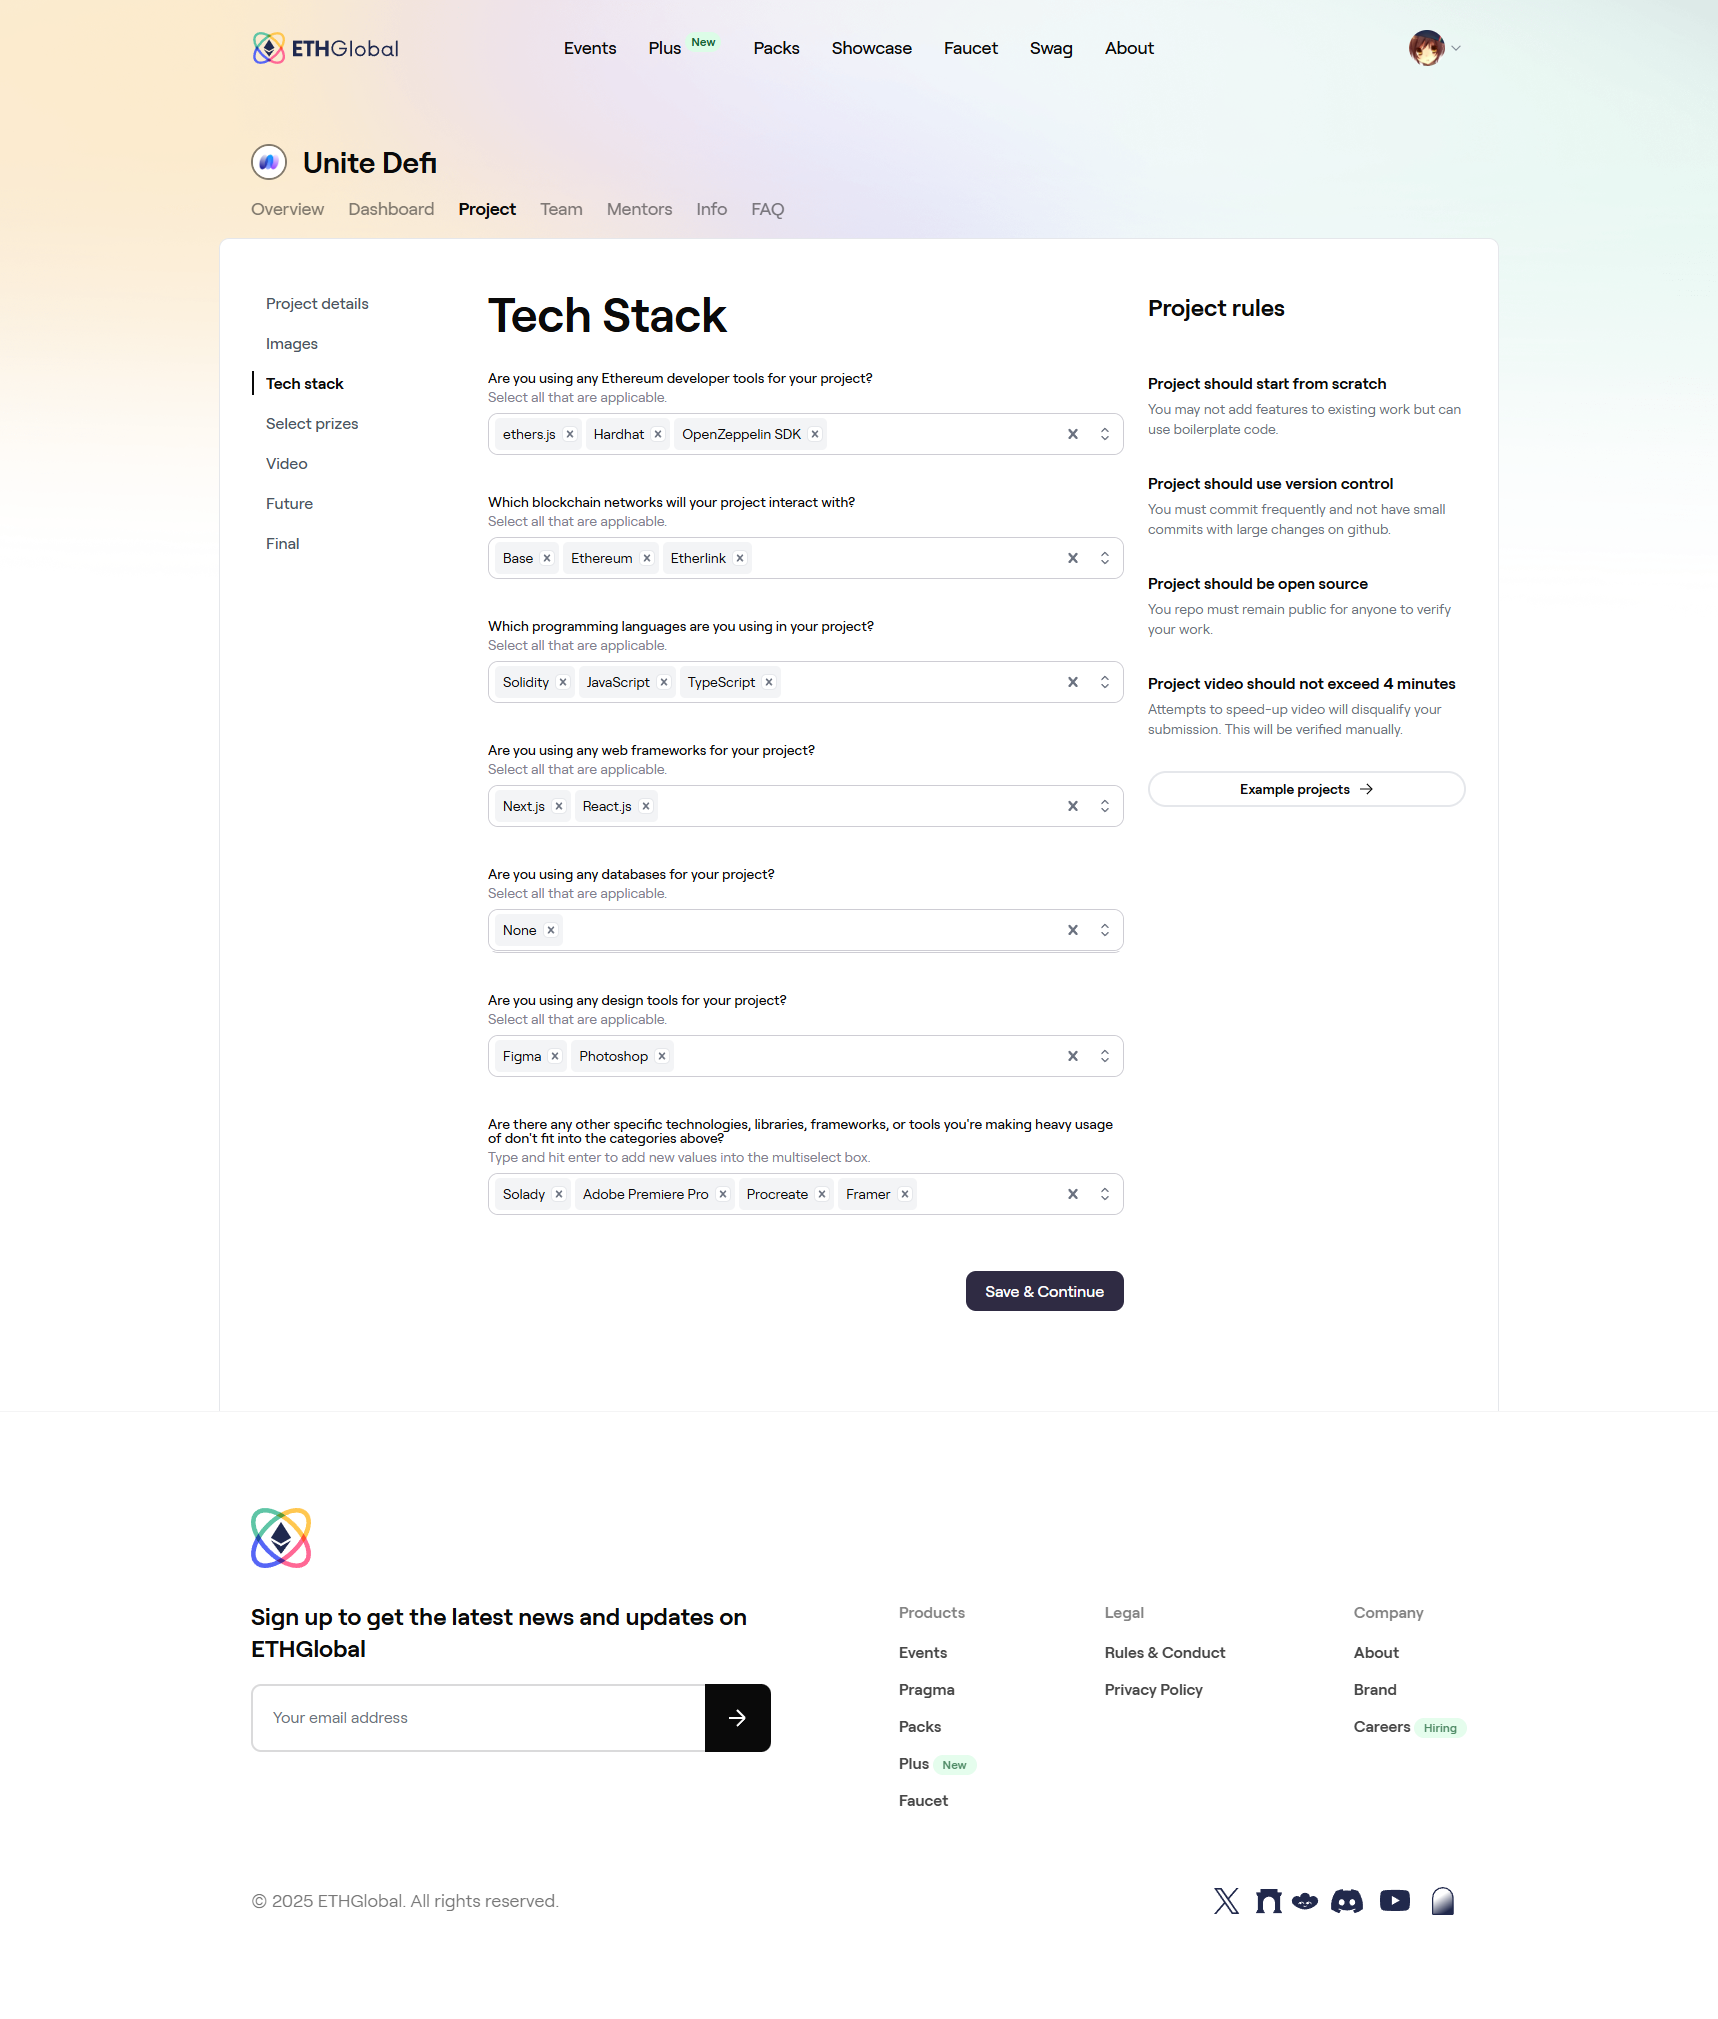 ETHGlobal
Events
Plus
New
Packs
Showcase
Faucet
Swag
About
Unite Defi
Overview
Dashboard
Project
Team
Mentors
Info
FAQ
Project details
Images
Tech stack
Select prizes
Video
Future
Final
Tech Stack
Are you using any Ethereum developer tools for your project?
Select all that are applicable.
ethers.js
Hardhat
OpenZeppelin SDK
Which blockchain networks will your project interact with?
Select all that are applicable.
Base
Ethereum
Etherlink
Which programming languages are you using in your project?
Select all that are applicable.
Solidity
JavaScript
TypeScript
Are you using any web frameworks for your project?
Select all that are applicable.
Next.js
React.js
Are you using any databases for your project?
Select all that are applicable.
None
Are you using any design tools for your project?
Select all that are applicable.
Figma
Photoshop
Are there any other specific technologies, libraries, frameworks, or tools you're making heavy usage
of don't fit into the categories above?
Type and hit enter to add new values into the multiselect box.
Solady
Adobe Premiere Pro
Procreate
Framer
Save & Continue
Project rules
Project should start from scratch
You may not add features to existing work but can
use boilerplate code.
Project should use version control
You must commit frequently and not have small
commits with large changes on github.
Project should be open source
You repo must remain public for anyone to verify
your work.
Project video should not exceed 4 minutes
Attempts to speed-up video will disqualify your
submission. This will be verified manually.
Example projects
Sign up to get the latest news and updates on
ETHGlobal
Your email address
Products
Events
Pragma
Packs
Plus
New
Faucet
Legal
Rules & Conduct
Privacy Policy
Company
About
Brand
Careers
Hiring
© 2025 ETHGlobal. All rights reserved.